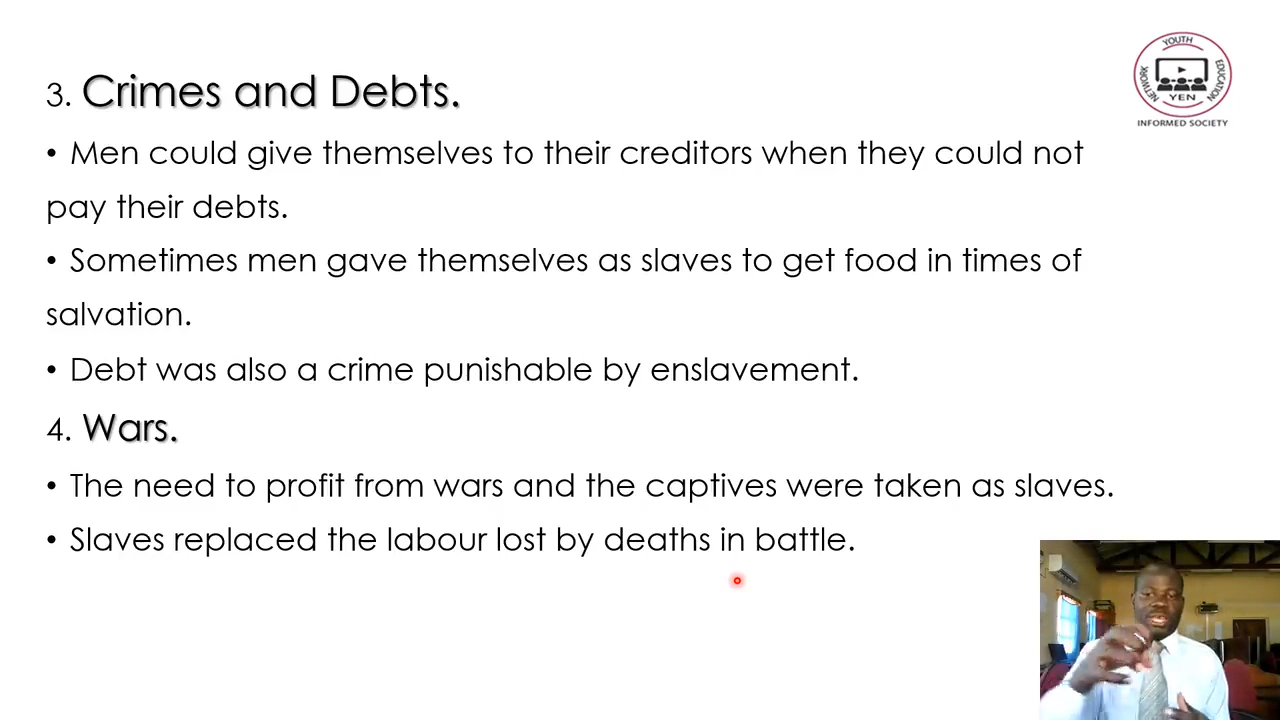 3. Crimes and Debts.
• Men could give themselves to their creditors when they could not
pay their debts.
• Sometimes men gave themselves as slaves to get food in times of
salvation.
• Debt was also a crime punishable by enslavement.
4. Wars.
• The need to profit from wars and the captives were taken as slaves.
• Slaves replaced the labour lost by deaths in battle.
YOUTH
EDUCATION
NETWORK
YEN
INFORMED SOCIETY